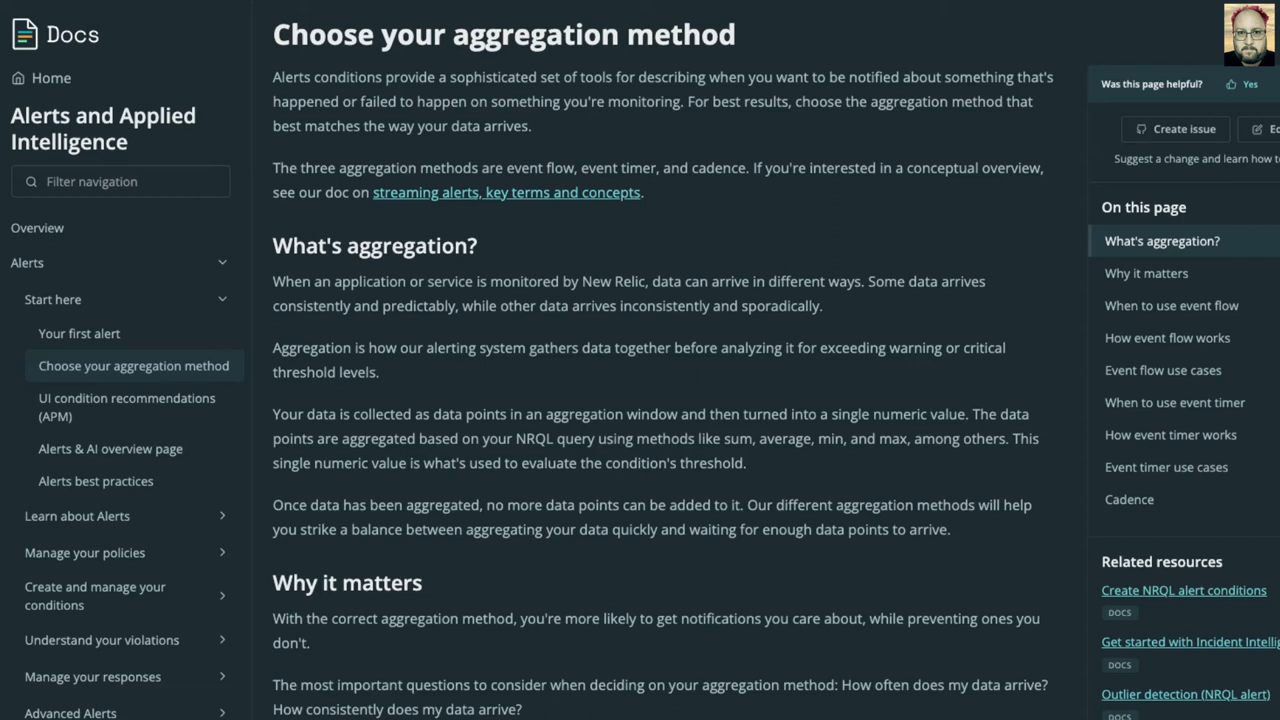 Docs
Home
Alerts and Applied
Intelligence
Filter navigation
Overview
Alerts
Start here
Your first alert
Choose your aggregation method
UI condition recommendations
(APM)
Alerts & AI overview page
Alerts best practices
Learn about Alerts
Manage your policies
Create and manage your
conditions
Understand your violations
Manage your responses
Advanced Alerts
Choose your aggregation method
Alerts conditions provide a sophisticated set of tools for describing when you want to be notified about something that's
happened or failed to happen on something you're monitoring. For best results, choose the aggregation method that
best matches the way your data arrives.
The three aggregation methods are event flow, event timer, and cadence. If you're interested in a conceptual overview,
see our doc on streaming alerts, key terms and concepts.
What's aggregation?
When an application or service is monitored by New Relic, data can arrive in different ways. Some data arrives
consistently and predictably, while other data arrives inconsistently and sporadically.
Aggregation is how our alerting system gathers data together before analyzing it for exceeding warning or critical
threshold levels.
Your data is collected as data points in an aggregation window and then turned into a single numeric value. The data
points are aggregated based on your NRQL query using methods like sum, average, min, and max, among others. This
single numeric value is what's used to evaluate the condition's threshold.
Once data has been aggregated, no more data points can be added to it. Our different aggregation methods will help
you strike a balance between aggregating your data quickly and waiting for enough data points to arrive.
Why it matters
With the correct aggregation method, you're more likely to get notifications you care about, while preventing ones you
don't.
The most important questions to consider when deciding on your aggregation method: How often does my data arrive?
How consistently does my data arrive?
Was this page helpful? Yes
Create issue
Suggest a change and learn how
On this page
What's aggregation?
Why it matters
When to use event flow
How event flow works
Event flow use cases
When to use event timer
How event timer works
Event timer use cases
Cadence
Related resources
Create NRQL alert conditions
DOCS
Get started with Incident
DOCS
Outlier detection (NRQL alert)
DOCS